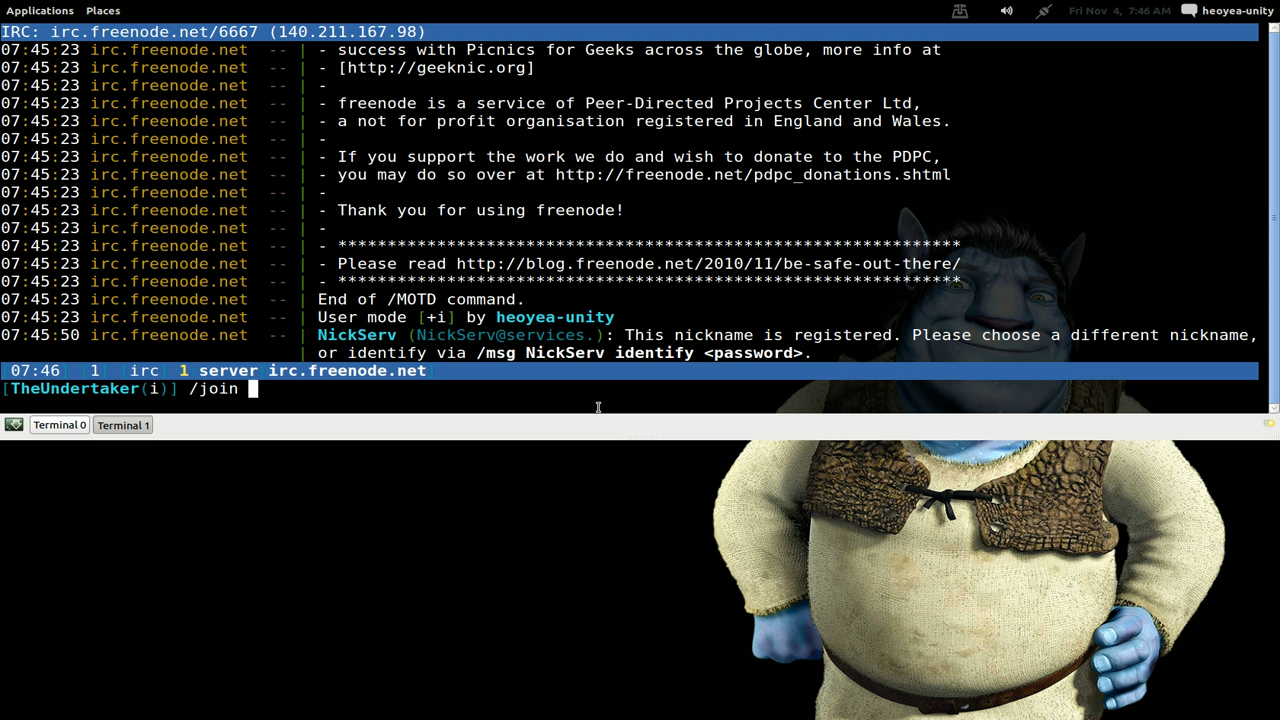 Applications Places Fri Nov 4, 7:46 AM heoyea-unity
IRC: irc.freenode.net/6667 (140.211.167.98)
07:45:23 irc.freenode.net -- | - success with Picnics for Geeks across the globe, more info at
07:45:23 irc.freenode.net -- | - [http://geeknic.org]
07:45:23 irc.freenode.net -- | -
07:45:23 irc.freenode.net -- | - freenode is a service of Peer-Directed Projects Center Ltd,
07:45:23 irc.freenode.net -- | - a not for profit organisation registered in England and Wales.
07:45:23 irc.freenode.net -- | -
07:45:23 irc.freenode.net -- | - If you support the work we do and wish to donate to the PDPC,
07:45:23 irc.freenode.net -- | - you may do so over at http://freenode.net/pdpc_donations.shtml
07:45:23 irc.freenode.net -- | -
07:45:23 irc.freenode.net -- | - Thank you for using freenode!
07:45:23 irc.freenode.net -- | -
07:45:23 irc.freenode.net -- | - ***************************************************************
07:45:23 irc.freenode.net -- | - Please read http://blog.freenode.net/2010/11/be-safe-out-there/
07:45:23 irc.freenode.net -- | - ***************************************************************
07:45:23 irc.freenode.net -- | End of /MOTD command.
07:45:23 irc.freenode.net -- | User mode [+i] by heoyea-unity
07:45:50 irc.freenode.net -- | NickServ (NickServ@services.): This nickname is registered. Please choose a different nickname,
| or identify via /msg NickServ identify <password>.
[07:46] [1] [irc] 1 server[irc.freenode.net]
[TheUndertaker(i)] /join
Terminal 0 Terminal 1